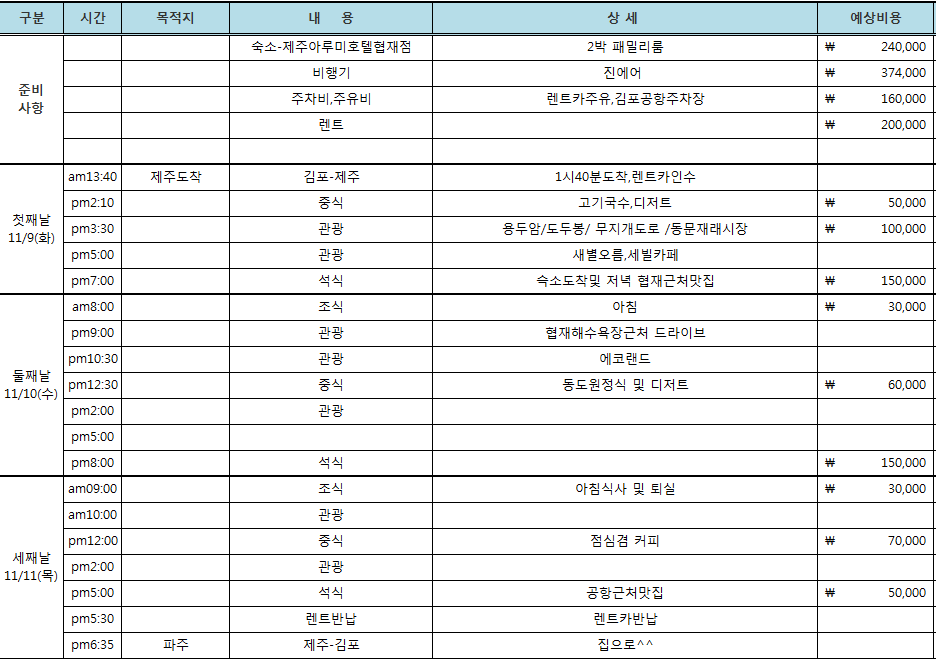 구분 시간 목적지 내 용 상 세 예상비용
준비
사항
숙소-제주아루미호텔협재점 2박 패밀리룸 ₩ 240,000
비행기 진에어 ₩ 374,000
주차비,주유비 렌트카주유,김포공항주차장 ₩ 160,000
렌트 ₩ 200,000
첫째날
11/9(화)
am13:40 제주도착 김포-제주 1시40분도착,렌트카인수
pm2:10 중식 고기국수,디저트 ₩ 50,000
pm3:30 관광 용두암/도두봉/ 무지개도로 /동문재래시장 ₩ 100,000
pm5:00 관광 새별오름,세빌카페
pm7:00 석식 슥소도착및 저녁 협재근처맛집 ₩ 150,000
둘째날
11/10(수)
am8:00 조식 아침 ₩ 30,000
pm9:00 관광 협재해수욕장근처 드라이브
pm10:30 관광 에코랜드
pm12:30 중식 동도원정식 및 디저트 ₩ 60,000
pm2:00 관광
pm5:00
pm8:00 석식 ₩ 150,000
세째날
11/11(목)
am09:00 조식 아침식사 및 퇴실 ₩ 30,000
am10:00 관광
pm12:00 중식 점심겸 커피 ₩ 70,000
pm2:00 관광
pm5:00 석식 공항근처맛집 ₩ 50,000
pm5:30 렌트반납 렌트카반납
pm6:35 파주 제주-김포 집으로^^